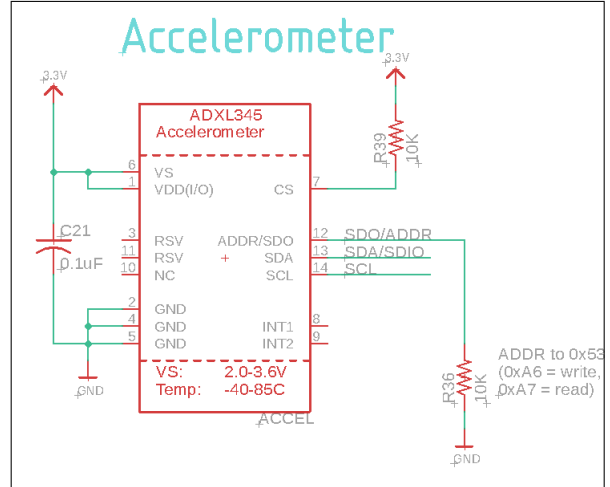 Accelerometer
3.3V
3.3V
ADXL345
Accelerometer
R39
10K
6 VS
1 VDD(I/O)
CS 7
C21
0.1uF
3 RSV
11 RSV
10 NC
ADDR/SDO 12 SDO/ADDR
SDA 13 SDA/SDIO
SCL 14 SCL
2 GND
4 GND
5 GND
INT1 8
INT2 9
VS: 2.0-3.6V
Temp: -40-85C
ACCEL
GND
R36
10K
ADDR to 0x53
(0xA6 = write,
0xA7 = read)
GND